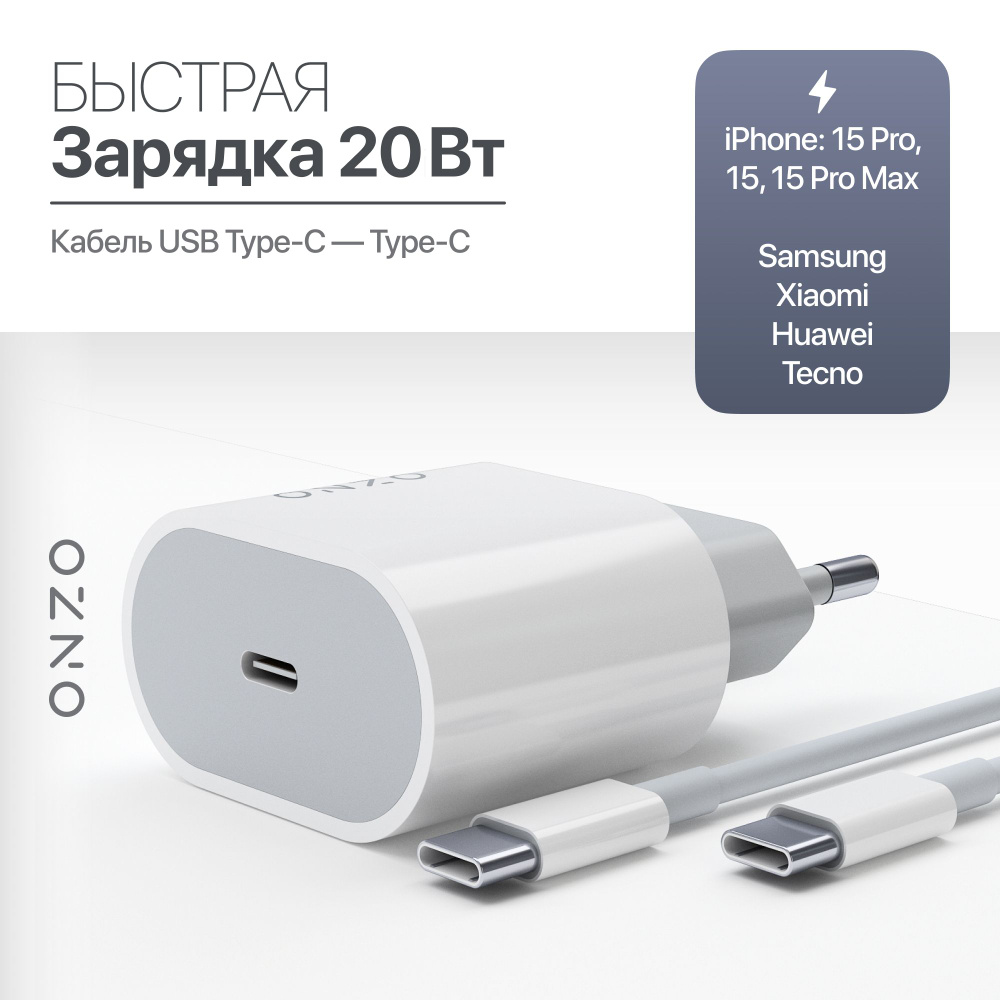 БЫСТРАЯ
Зарядка 20 Вт
Кабель USB Type-C — Type-C
iPhone: 15 Pro,
15, 15 Pro Max
Samsung
Xiaomi
Huawei
Tecno
ONZO
ONZO